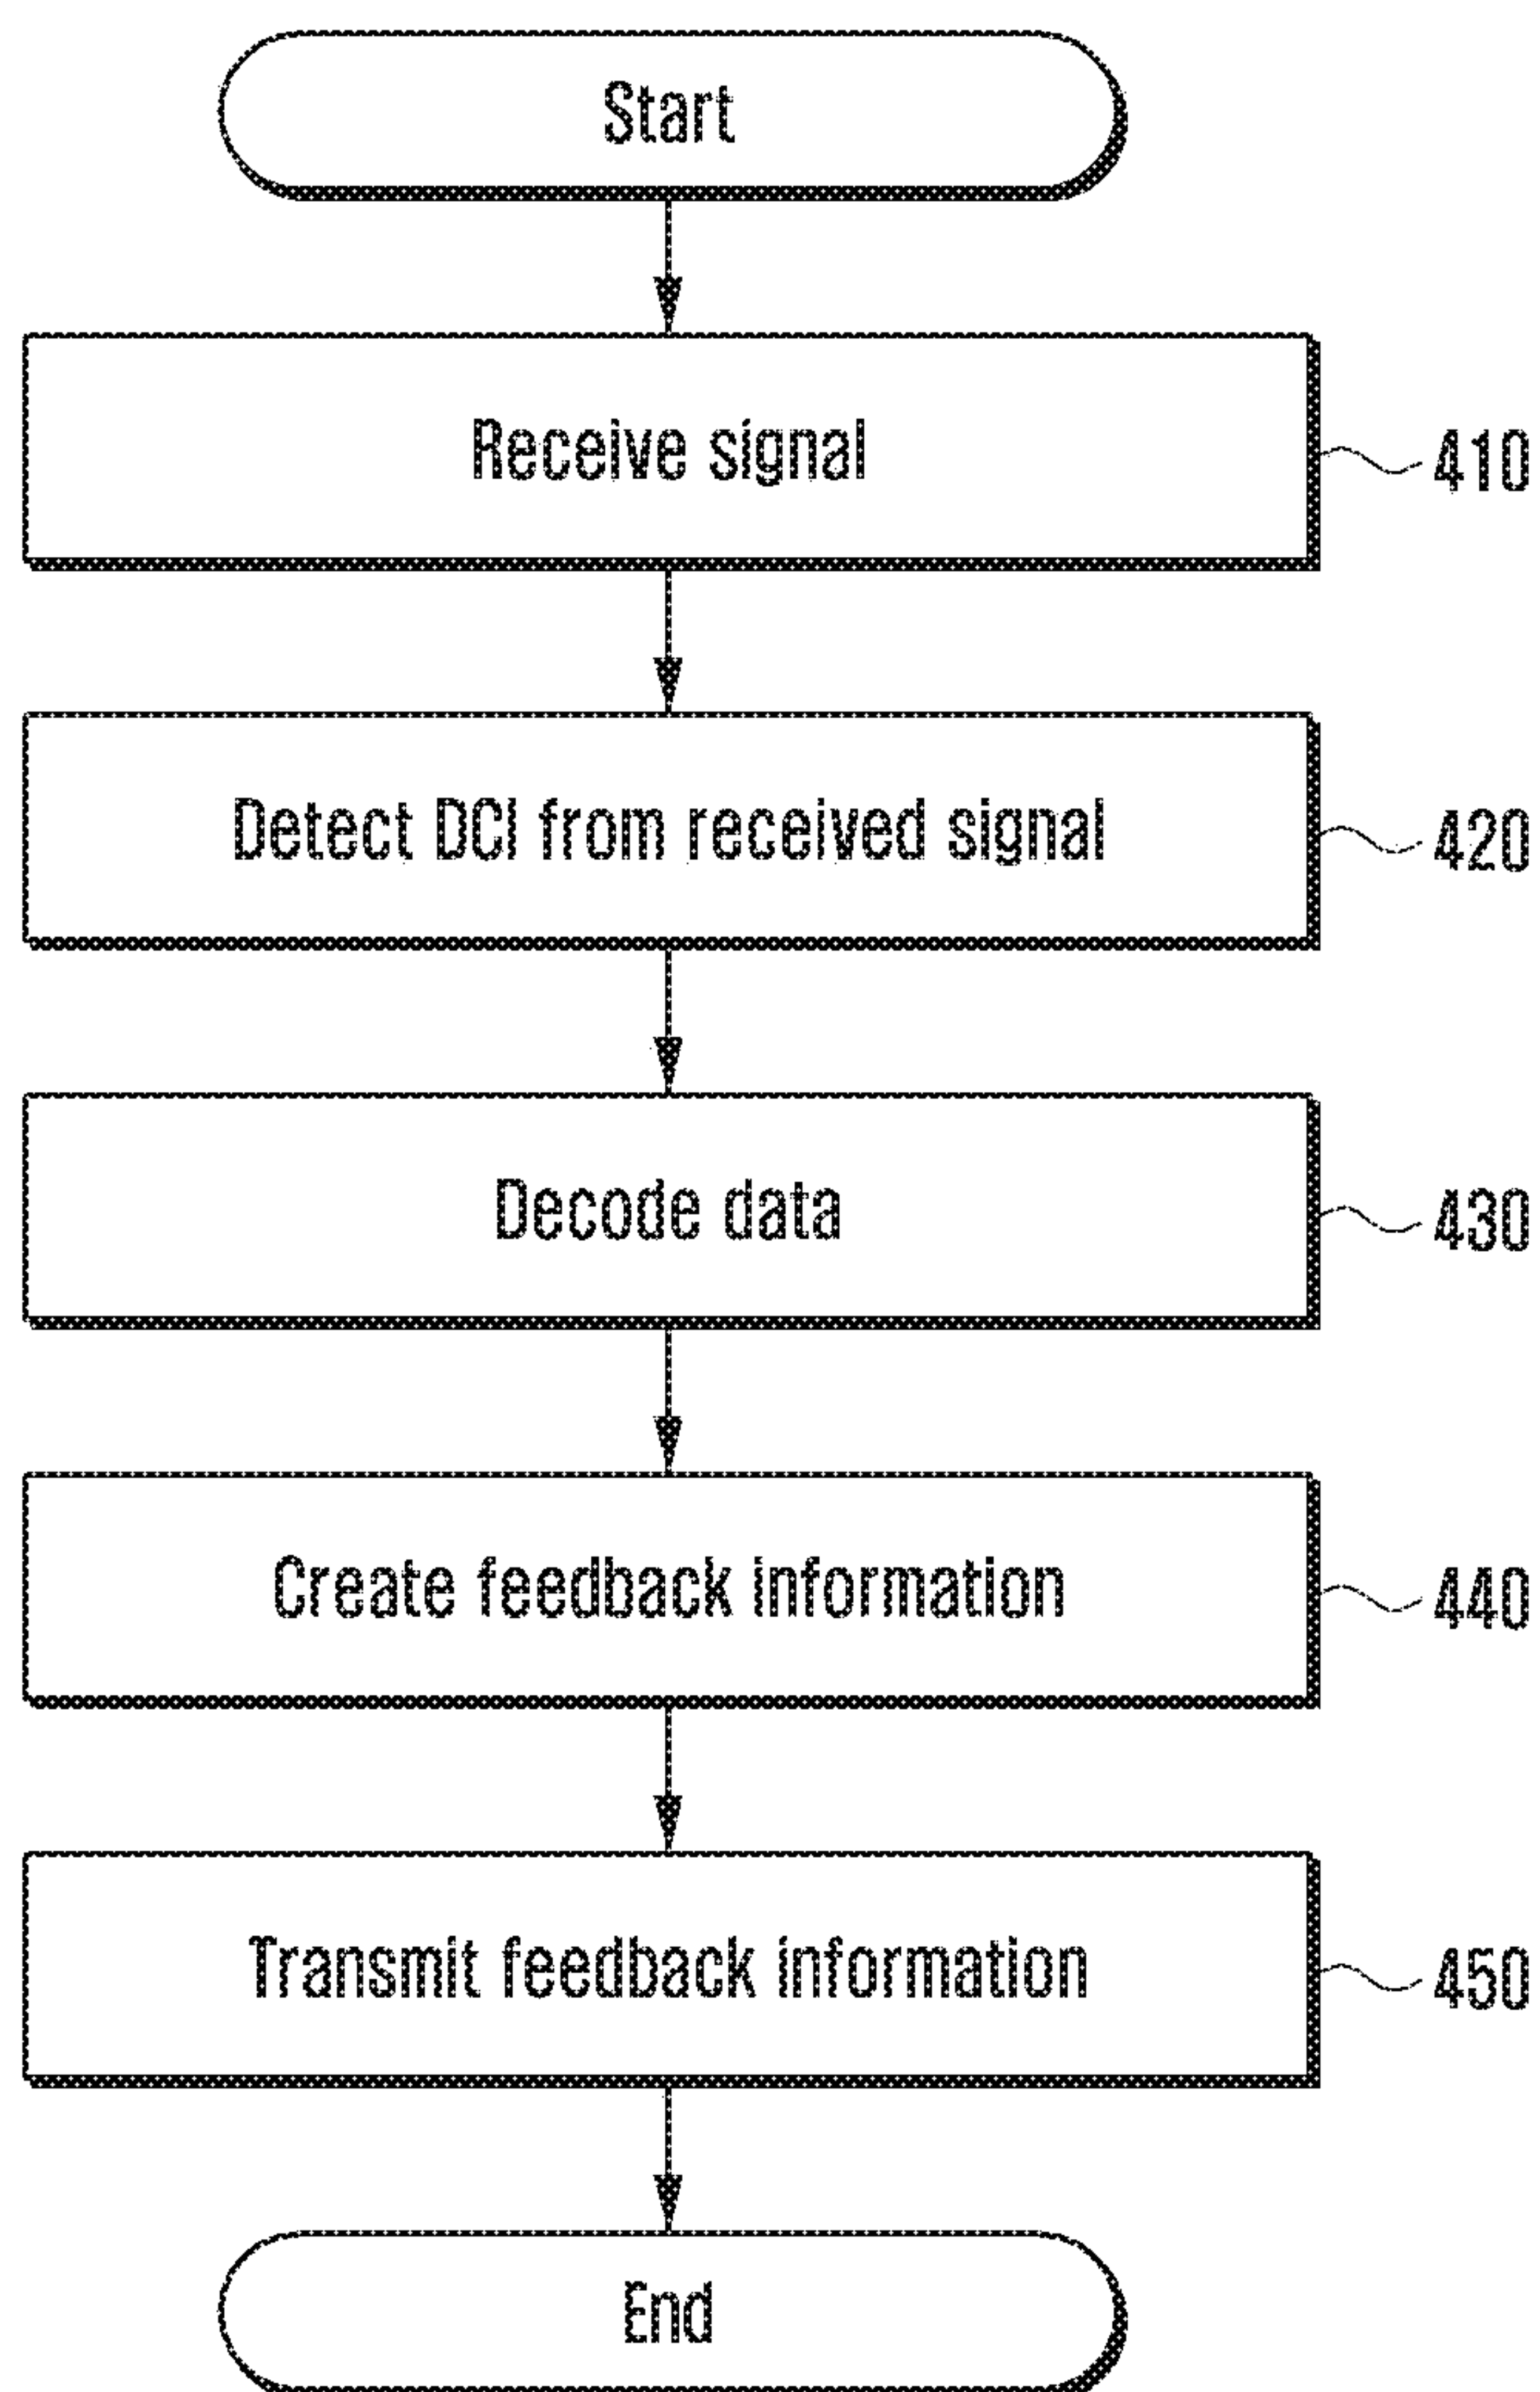 Start
Receive signal
410
Detect DCI from received signal
420
Decode data
430
Create feedback information
440
Transmit feedback information
450
End